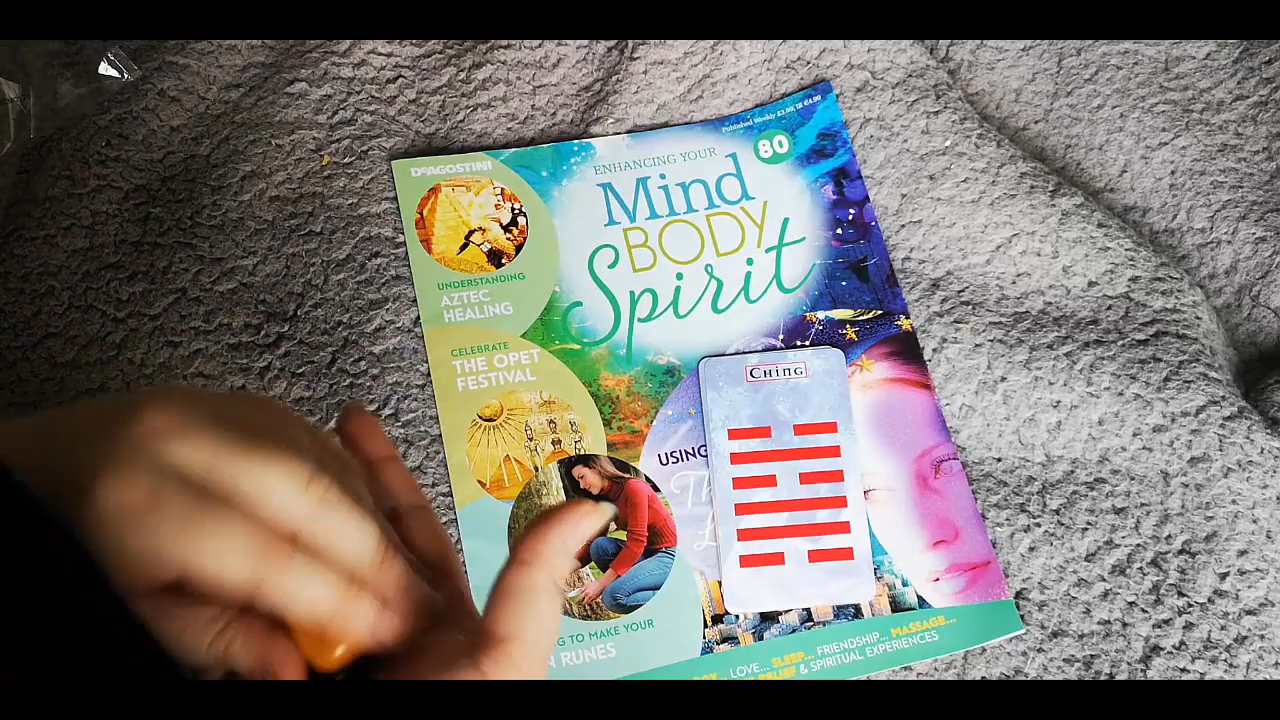 DEAGOSTINI
Published Weekly £3.99, IR €4.99
80
ENHANCING YOUR
Mind
BODY
Spirit
UNDERSTANDING
AZTEC
HEALING
CELEBRATE
THE OPET
FESTIVAL
CHING
USING
TO MAKE YOUR
RUNES
LOVE... SLEEP... FRIENDSHIP... MASSAGE...
& SPIRITUAL EXPERIENCES